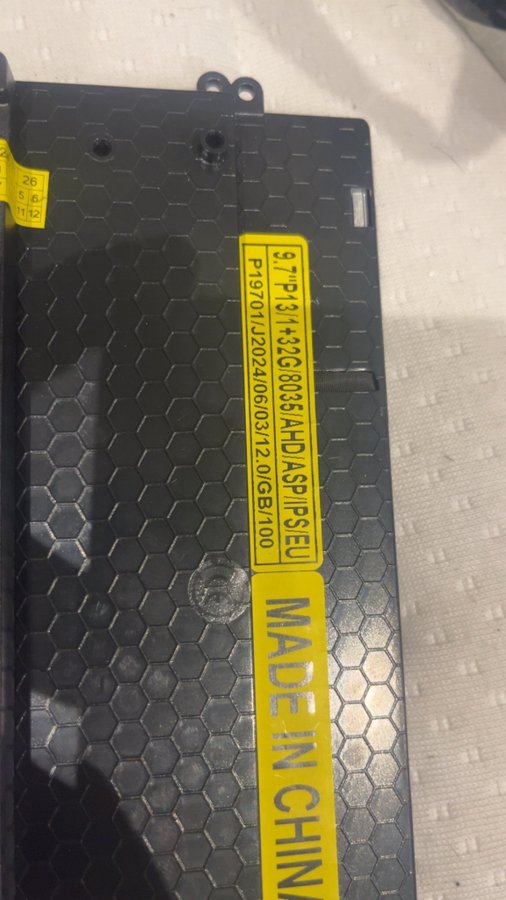 26
5 6
11 12
9.7"P13/1+32G/8035/AHD/ASP/IPS/EU
P19701/J2024/06/03/12.0/GB/100
MADE IN CHINA